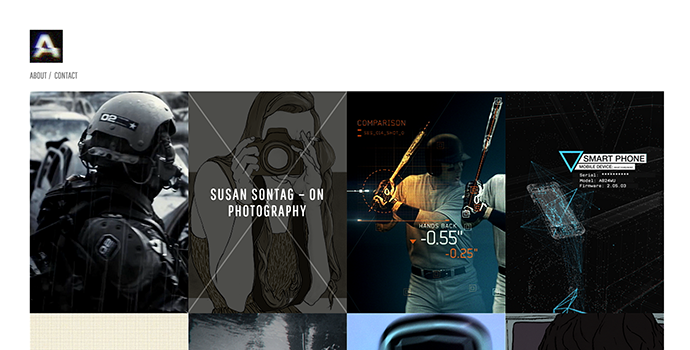 A
ABOUT / CONTACT
02
SUSAN SONTAG – ON
PHOTOGRAPHY
COMPARISON
HANDS BACK
-0.55"
-0.25"
SMART PHONE
MOBILE DEVICE
Serial: **********
Model: AB24WU
Firmware: 2.05.03